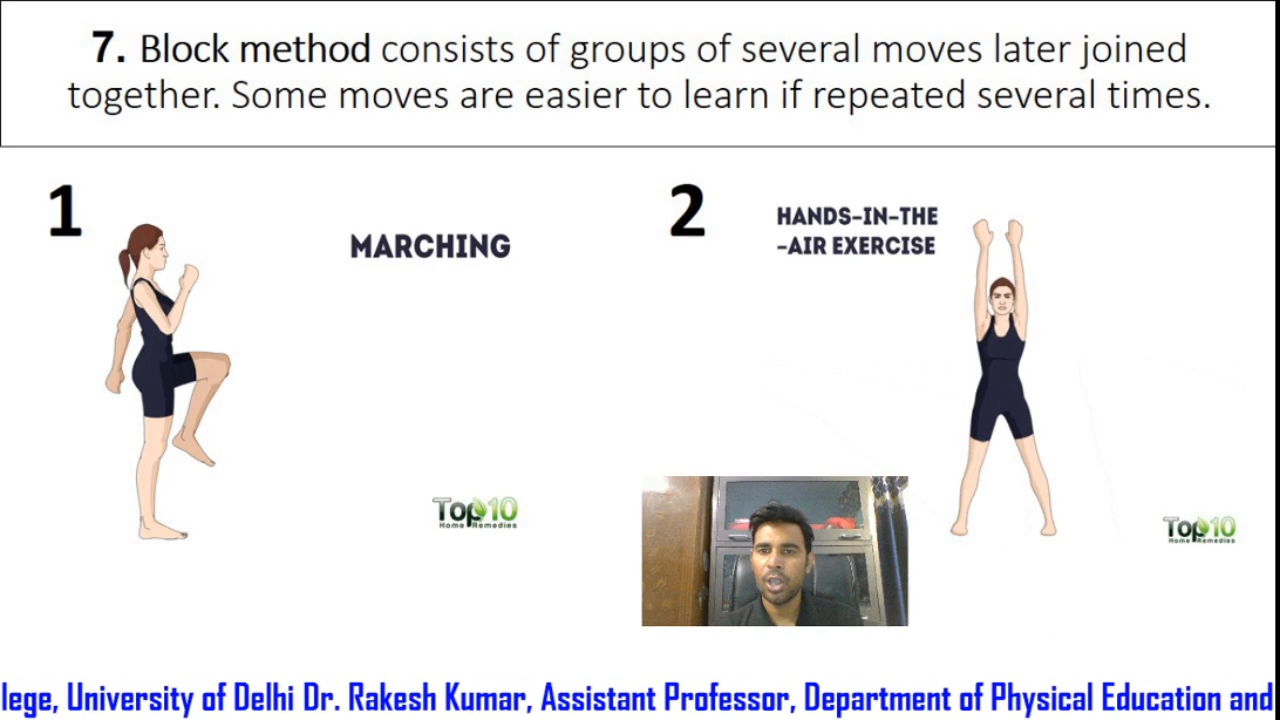 7. Block method consists of groups of several moves later joined
together. Some moves are easier to learn if repeated several times.
1
MARCHING
2
HANDS-IN-THE
-AIR EXERCISE
Top10
Home Remedies
Top10
Home Remedies
lege, University of Delhi Dr. Rakesh Kumar, Assistant Professor, Department of Physical Education and